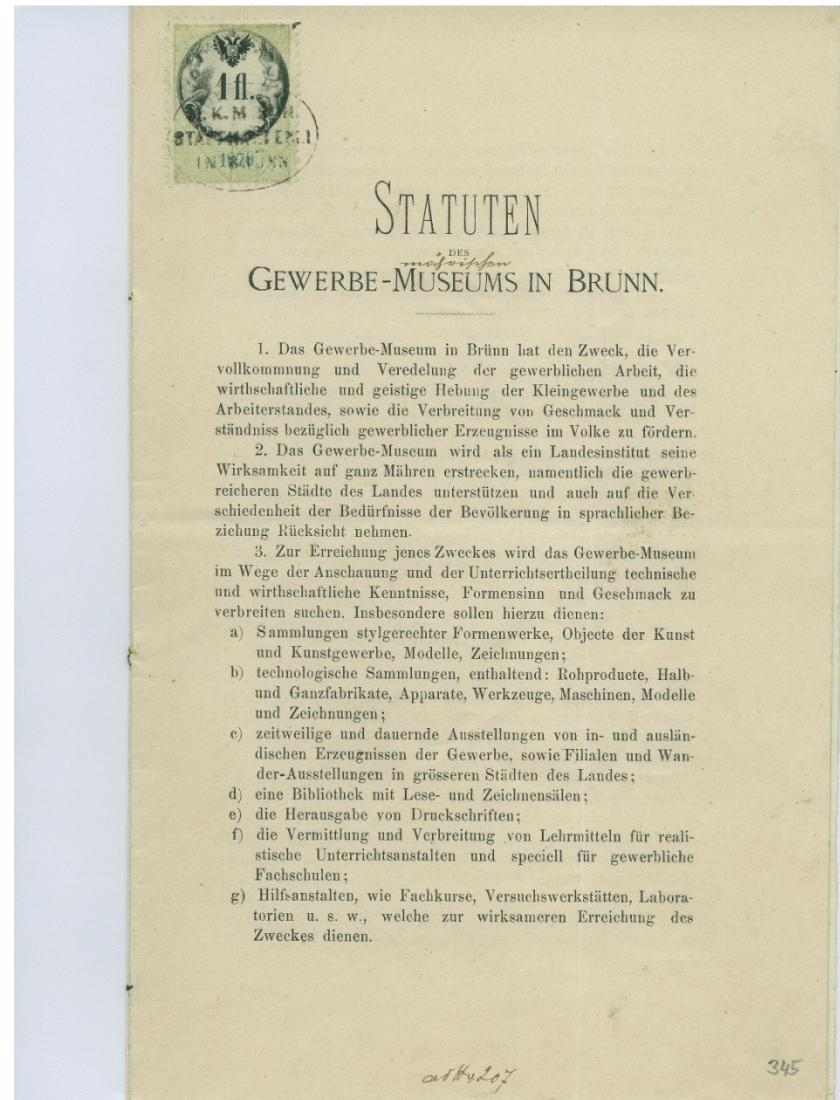 1 fl.
K. M
STATTHALTEREI
IN BRÜNN
STATUTEN
DES
mährischen
GEWERBE-MUSEUMS IN BRÜNN.
1. Das Gewerbe-Museum in Brünn hat den Zweck, die Ver-
vollkommnung und Veredelung der gewerblichen Arbeit, die
wirthschaftliche und geistige Hebung der Kleingewerbe und des
Arbeiterstandes, sowie die Verbreitung von Geschmack und Ver-
ständniss bezüglich gewerblicher Erzeugnisse im Volke zu fördern.
2. Das Gewerbe-Museum wird als ein Landesinstitut seine
Wirksamkeit auf ganz Mähren erstrecken, namentlich die gewerb-
reicheren Städte des Landes unterstützen und auch auf die Ver-
schiedenheit der Bedürfnisse der Bevölkerung in sprachlicher Be-
ziehung Rücksicht nehmen.
3. Zur Erreichung jenes Zweckes wird das Gewerbe-Museum
im Wege der Anschauung und der Unterrichtsertheilung technische
und wirthschaftliche Kenntnisse, Formensinn und Geschmack zu
verbreiten suchen. Insbesondere sollen hierzu dienen:
a) Sammlungen stylgerechter Formenwerke, Objecte der Kunst
und Kunstgewerbe, Modelle, Zeichnungen;
b) technologische Sammlungen, enthaltend: Rohproducte, Halb-
und Ganzfabrikate, Apparate, Werkzeuge, Maschinen, Modelle
und Zeichnungen;
c) zeitweilige und dauernde Ausstellungen von in- und auslän-
dischen Erzeugnissen der Gewerbe, sowie Filialen und Wan-
der-Ausstellungen in grösseren Städten des Landes;
d) eine Bibliothek mit Lese- und Zeichnensälen;
e) die Herausgabe von Druckschriften;
f) die Vermittlung und Verbreitung von Lehrmitteln für reali-
stische Unterrichtsanstalten und speciell für gewerbliche
Fachschulen;
g) Hilfsanstalten, wie Fachkurse, Versuchswerkstätten, Labora-
torien u. s. w., welche zur wirksameren Erreichung des
Zweckes dienen.
207
345